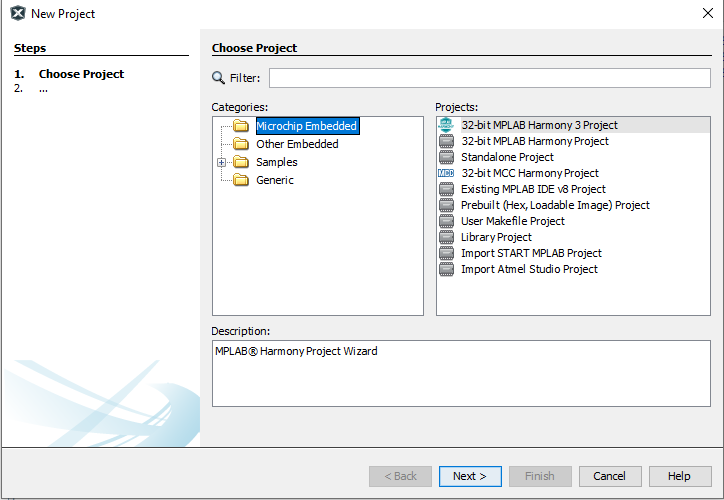 New Project
Steps
1. Choose Project
2. ...
Choose Project
Filter:
Categories:
Microchip Embedded
Other Embedded
Samples
Generic
Projects:
32-bit MPLAB Harmony 3 Project
32-bit MPLAB Harmony Project
Standalone Project
32-bit MCC Harmony Project
Existing MPLAB IDE v8 Project
Prebuilt (Hex, Loadable Image) Project
User Makefile Project
Library Project
Import START MPLAB Project
Import Atmel Studio Project
Description:
MPLAB® Harmony Project Wizard
< Back
Next >
Finish
Cancel
Help